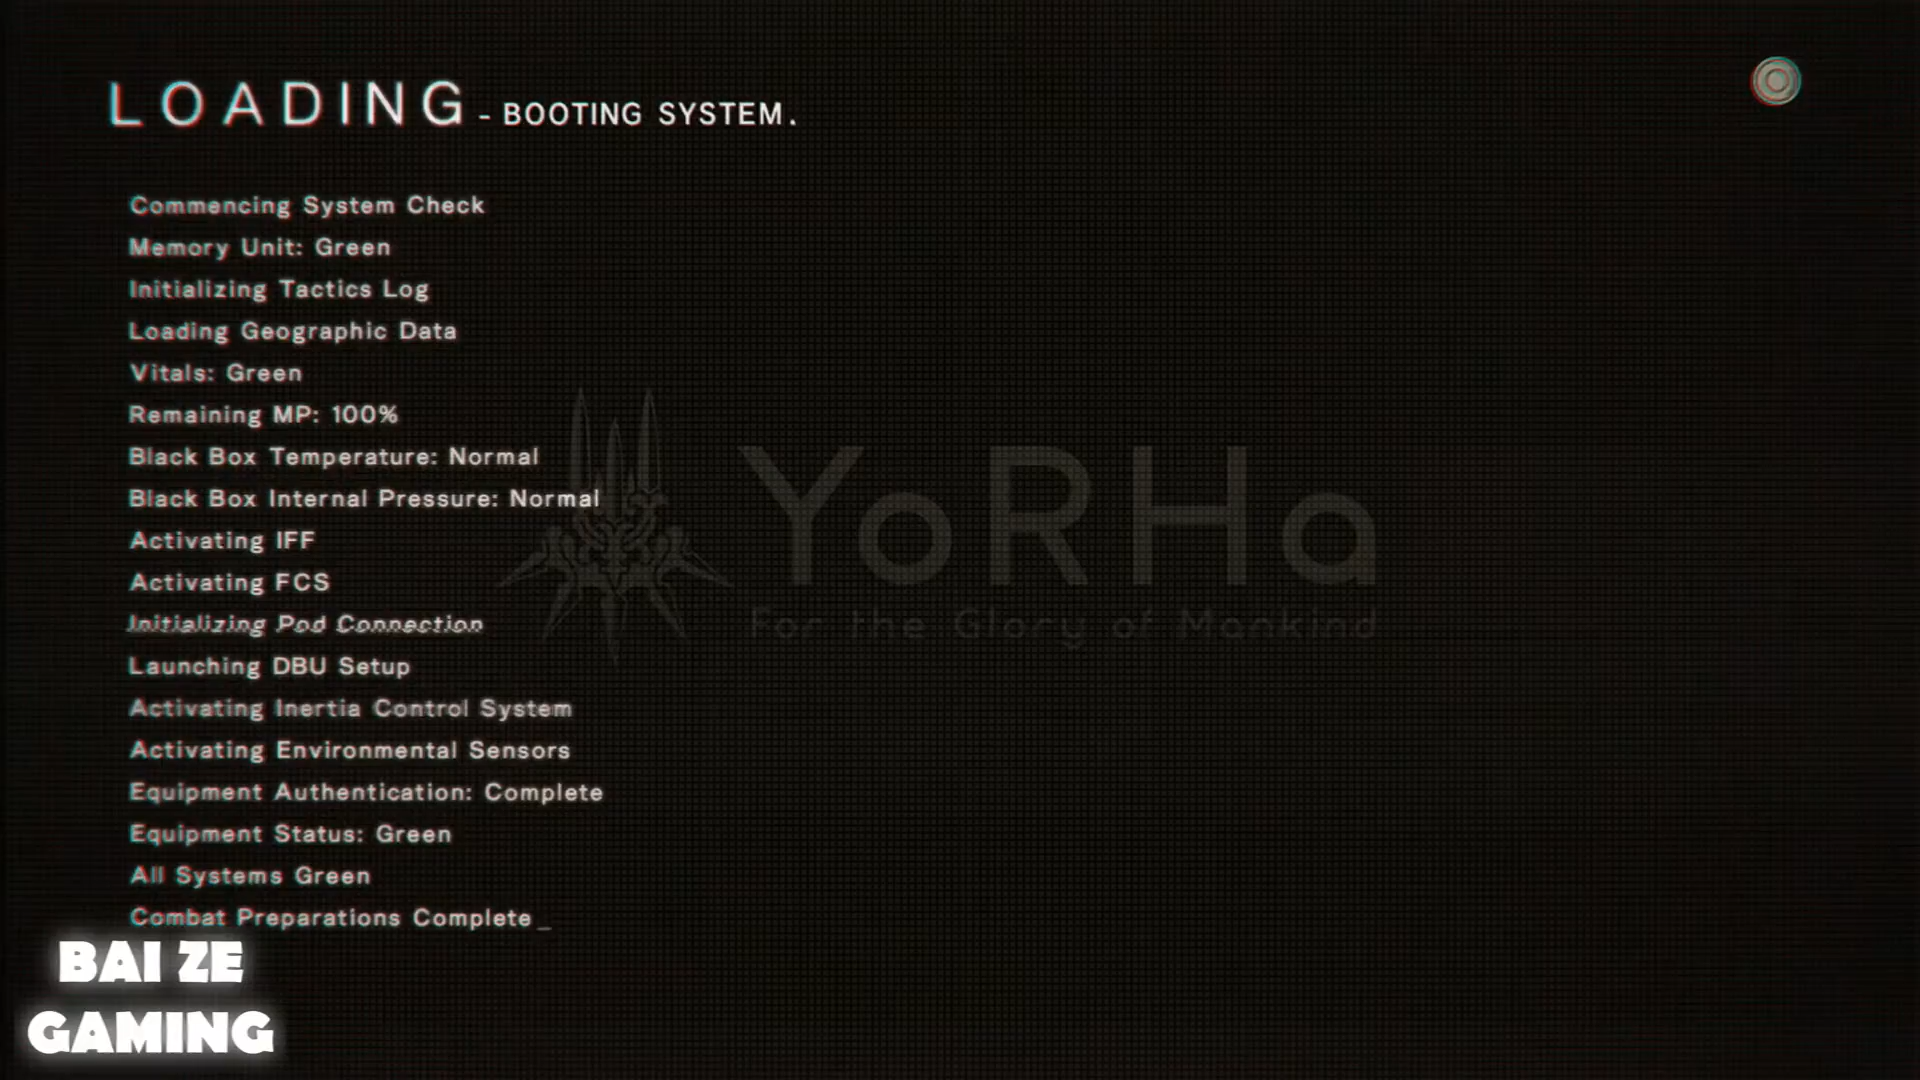 LOADING - BOOTING SYSTEM.
Commencing System Check
Memory Unit: Green
Initializing Tactics Log
Loading Geographic Data
Vitals: Green
Remaining MP: 100%
Black Box Temperature: Normal
Black Box Internal Pressure: Normal
Activating IFF
Activating FCS
Initializing Pod Connection
Launching DBU Setup
Activating Inertia Control System
Activating Environmental Sensors
Equipment Authentication: Complete
Equipment Status: Green
All Systems Green
Combat Preparations Complete _
YoRHa
For the Glory of Mankind
BAI ZE
GAMING